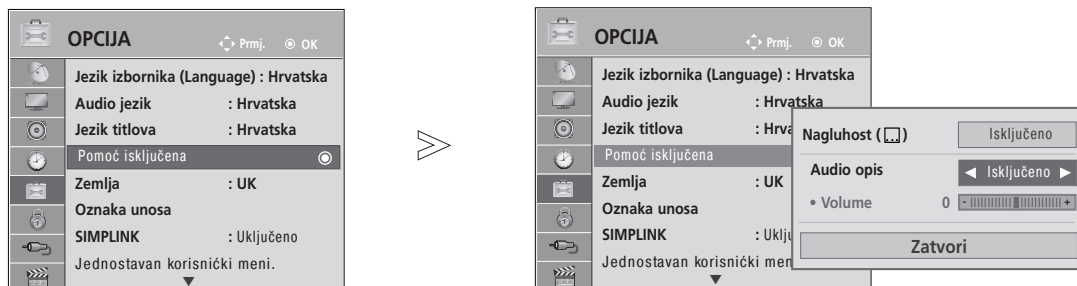 OPCIJA
Prmj. OK
Jezik izbornika (Language) : Hrvatska
Audio jezik : Hrvatska
Jezik titlova : Hrvatska
Pomoć isključena
Zemlja : UK
Oznaka unosa
SIMPLINK : Uključeno
Jednostavan korisnički meni.
OPCIJA
Prmj. OK
Jezik izbornika (Language) : Hrvatska
Audio jezik : Hrvatska
Jezik titlova : Hrva
Pomoć isključena
Zemlja : UK
Oznaka unosa
SIMPLINK : Uklju
Jednostavan korisnički men
Nagluhost ( ) Isključeno
Audio opis ◀ Isključeno ▶
• Volume 0 - +
Zatvori